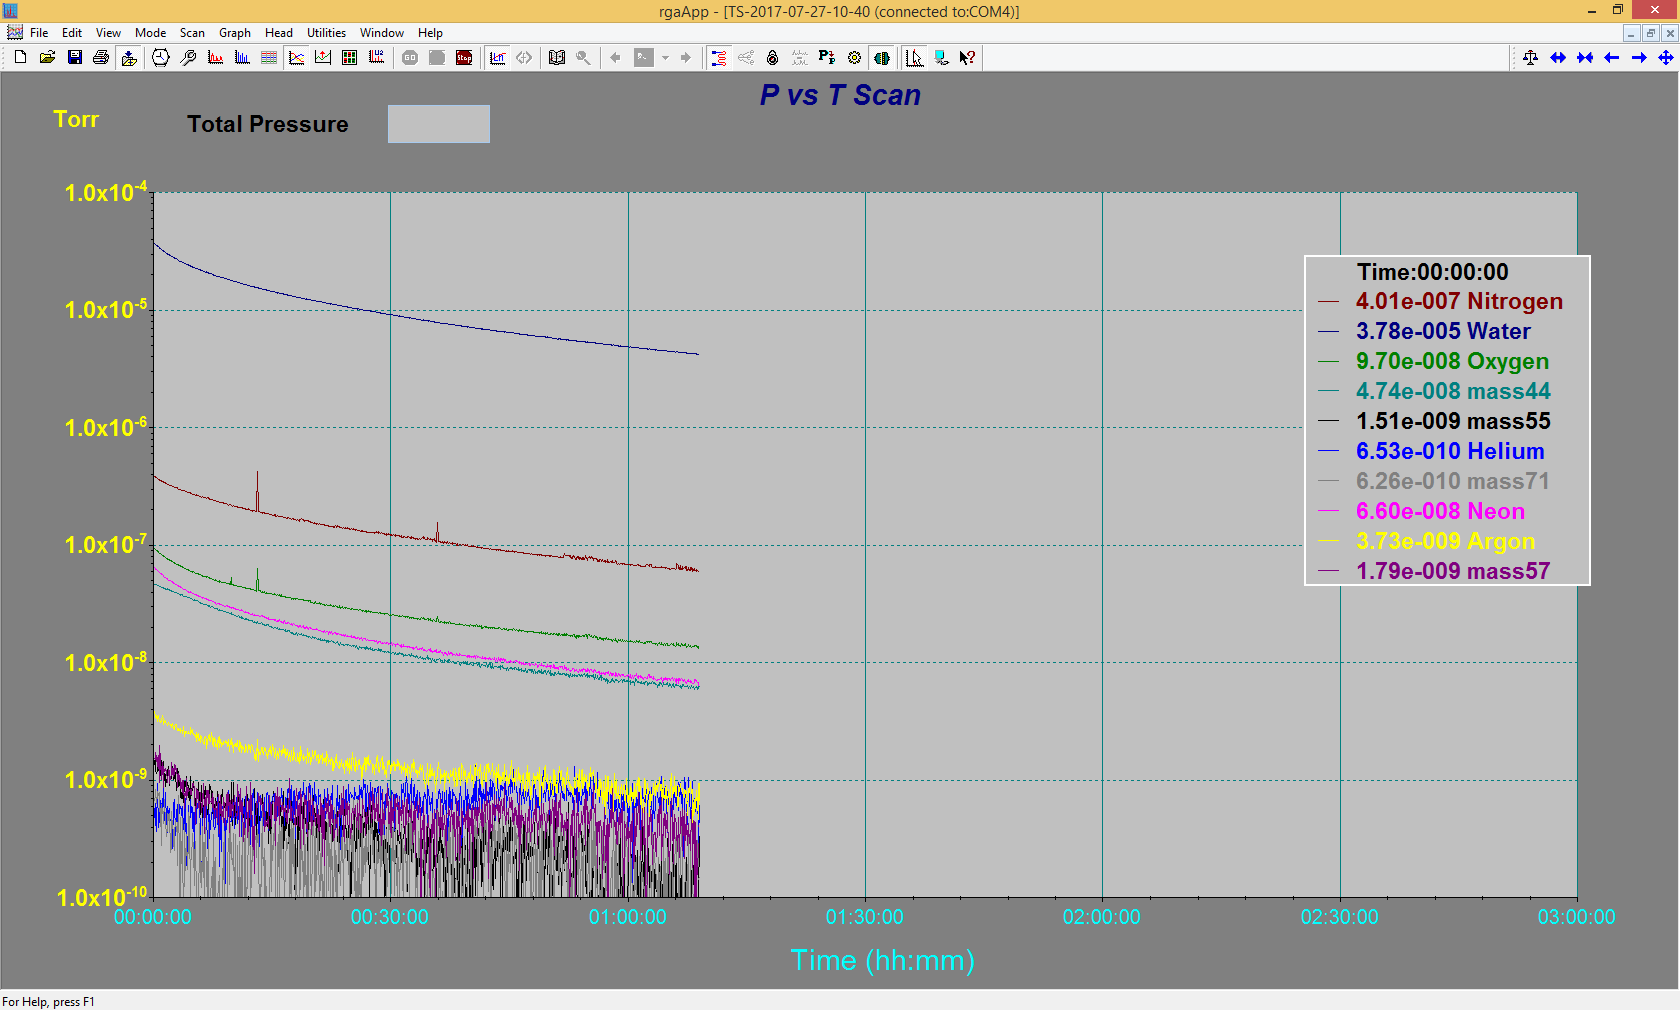 rgaApp - [TS-2017-07-27-10-40 (connected to:COM4)]
File Edit View Mode Scan Graph Head Utilities Window Help
GO Stop
P vs T Scan
Torr
Total Pressure
1.0x10-4
1.0x10-5
1.0x10-6
1.0x10-7
1.0x10-8
1.0x10-9
1.0x10-10
Time:00:00:00
4.01e-007 Nitrogen
3.78e-005 Water
9.70e-008 Oxygen
4.74e-008 mass44
1.51e-009 mass55
6.53e-010 Helium
6.26e-010 mass71
6.60e-008 Neon
3.73e-009 Argon
1.79e-009 mass57
00:00:00 00:30:00 01:00:00 01:30:00 02:00:00 02:30:00 03:00:00
Time (hh:mm)
For Help, press F1